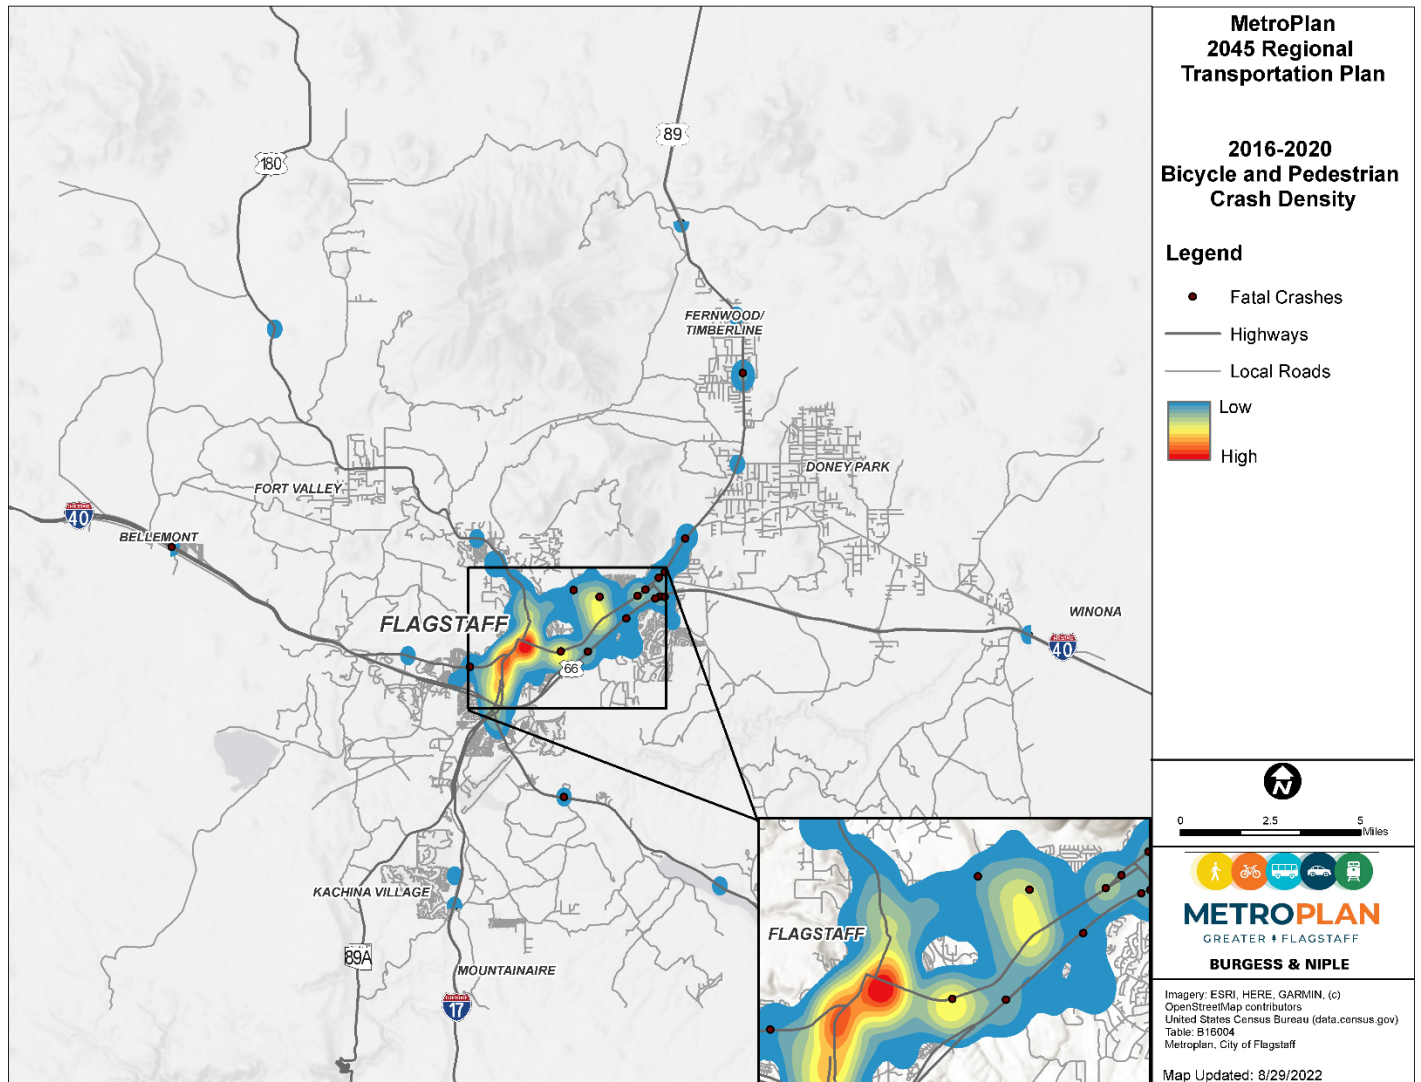 MetroPlan
2045 Regional
Transportation Plan
2016-2020
Bicycle and Pedestrian
Crash Density
Legend
Fatal Crashes
Highways
Local Roads
Low
High
180
89
FERNWOOD/
TIMBERLINE
DONEY PARK
FORT VALLEY
40
BELLEMONT
FLAGSTAFF
WINONA
40
66
KACHINA VILLAGE
89A
MOUNTAINAIRE
17
FLAGSTAFF
N
0 2.5 5
Miles
METROPLAN
GREATER FLAGSTAFF
BURGESS & NIPLE
Imagery: ESRI, HERE, GARMIN, (c)
OpenStreetMap contributors
United States Census Bureau (data.census.gov)
Table: B16004
Metroplan, City of Flagstaff
Map Updated: 8/29/2022